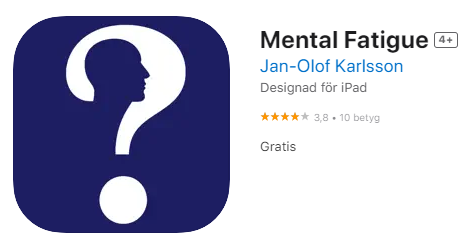 Mental Fatigue 4+
Jan-Olof Karlsson
Designad för iPad
★★★★★ 3,8 • 10 betyg
Gratis